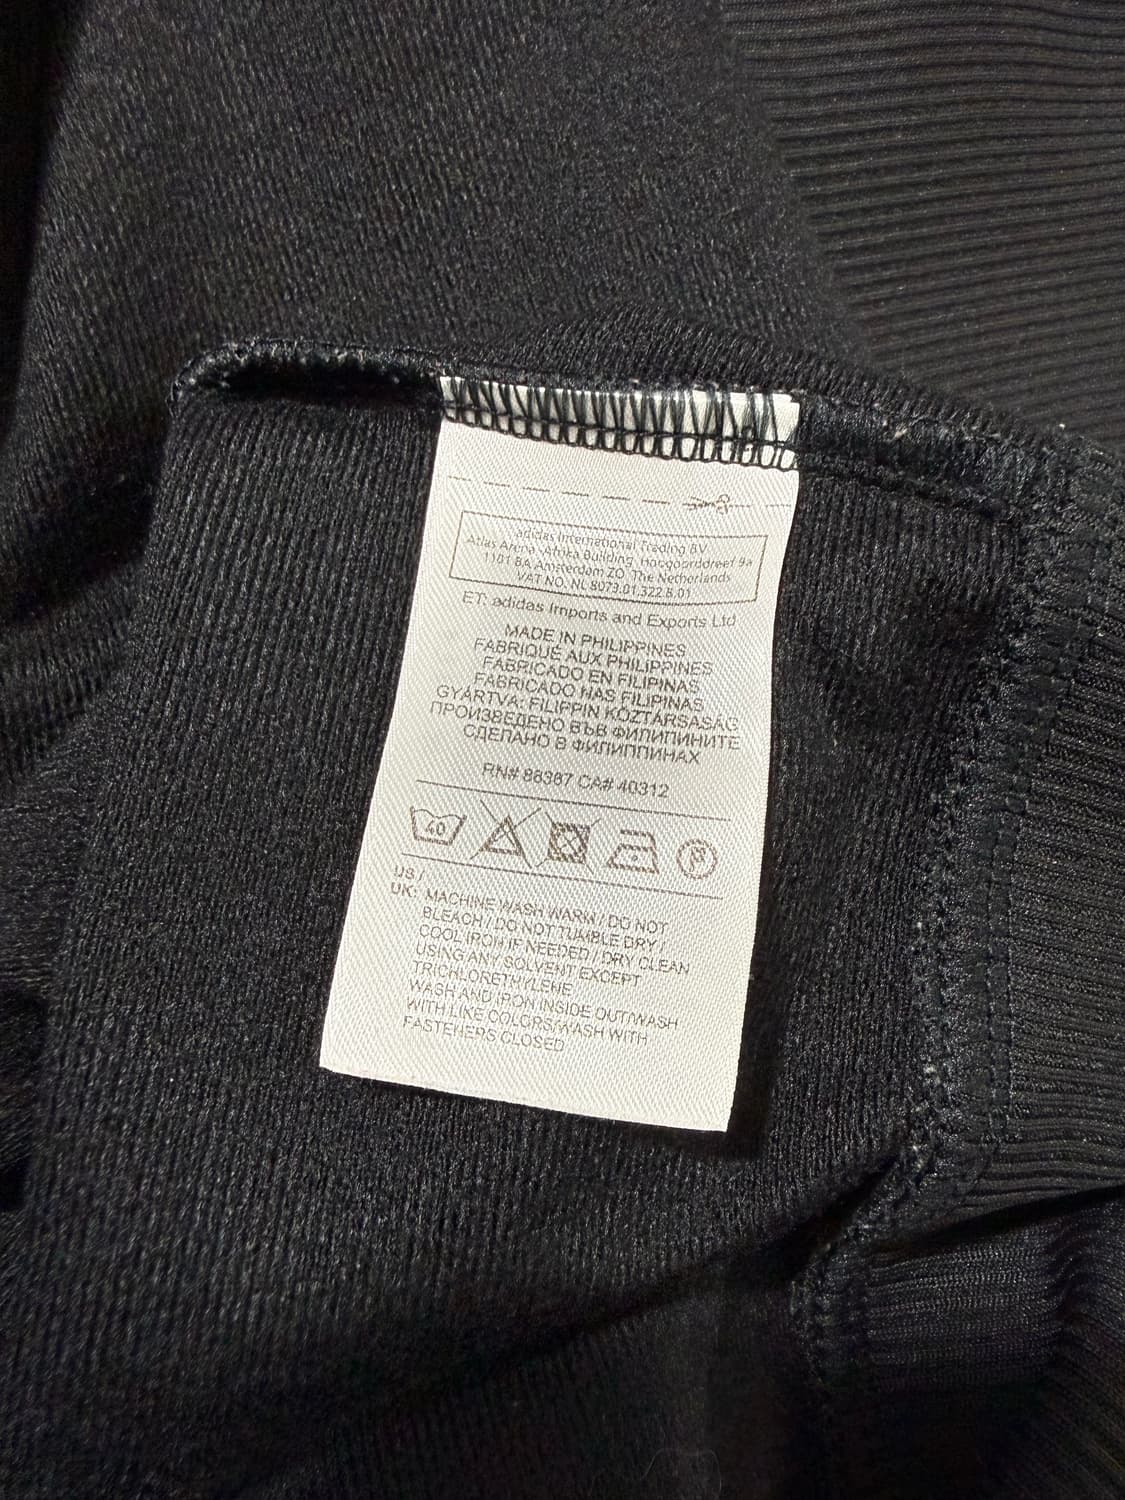 adidas International Trading BV
Atlas Arena, Afrika Building, Hoogoorddreef 9a
1101 BA Amsterdam ZO, The Netherlands
VAT NO. NL 8073.01.322.B.01
ET: adidas Imports and Exports Ltd
MADE IN PHILIPPINES
FABRIQUÉ AUX PHILIPPINES
FABRICADO EN FILIPINAS
FABRICADO NAS FILIPINAS
GYÁRTVA: FILIPPIN KÖZTÁRSASÁG
ПРОИЗВЕДЕНО ВЪВ ФИЛИПИНИТЕ
СДЕЛАНО В ФИЛИППИНАХ
RN# 88387 CA# 40312
40 P
US /
UK: MACHINE WASH WARM / DO NOT
BLEACH / DO NOT TUMBLE DRY /
COOL IRON IF NEEDED / DRY CLEAN
USING ANY SOLVENT EXCEPT
TRICHLORETHYLENE
WASH AND IRON INSIDE OUT/WASH
WITH LIKE COLORS/WASH WITH
FASTENERS CLOSED